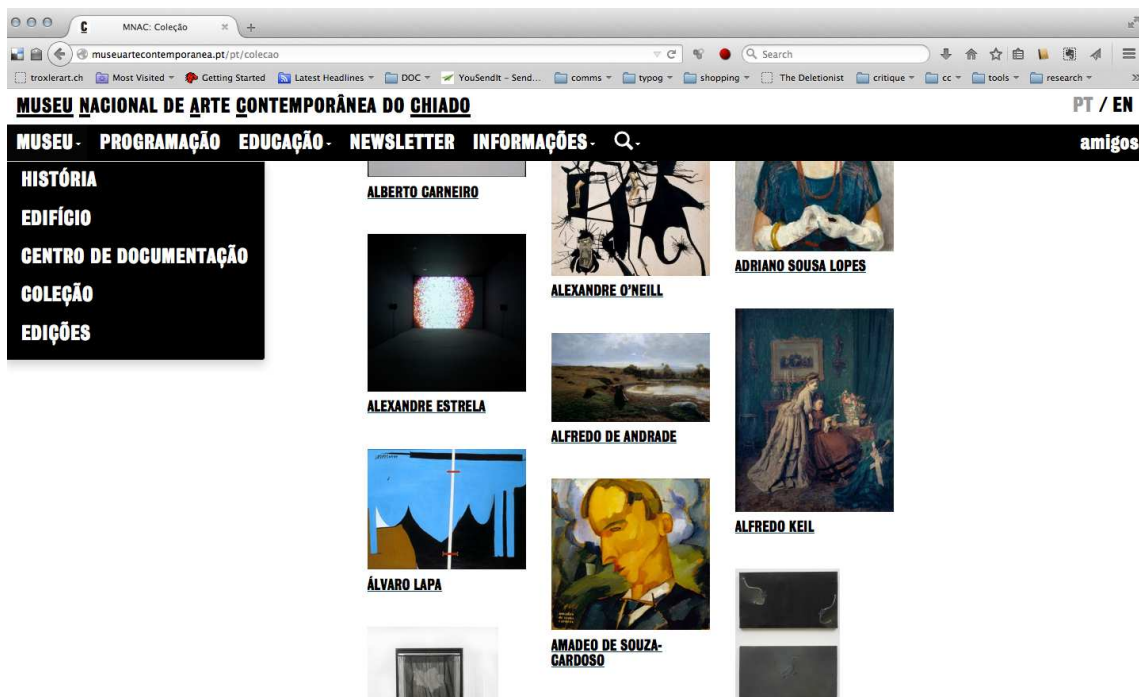 MNAC: Coleção
museuartecontemporanea.pt/pt/colecao
Search
troxlerart.ch Most Visited Getting Started Latest Headlines DOC YouSendIt – Send... comms typog shopping The Deletionist critique cc tools research
MUSEU NACIONAL DE ARTE CONTEMPORÂNEA DO CHIADO
PT / EN
MUSEU PROGRAMAÇÃO EDUCAÇÃO NEWSLETTER INFORMAÇÕES
amigos
HISTÓRIA
EDIFÍCIO
CENTRO DE DOCUMENTAÇÃO
COLEÇÃO
EDIÇÕES
ALBERTO CARNEIRO
ALEXANDRE ESTRELA
ÁLVARO LAPA
ALEXANDRE O'NEILL
ALFREDO DE ANDRADE
AMADEO DE SOUZA-
CARDOSO
ADRIANO SOUSA LOPES
ALFREDO KEIL